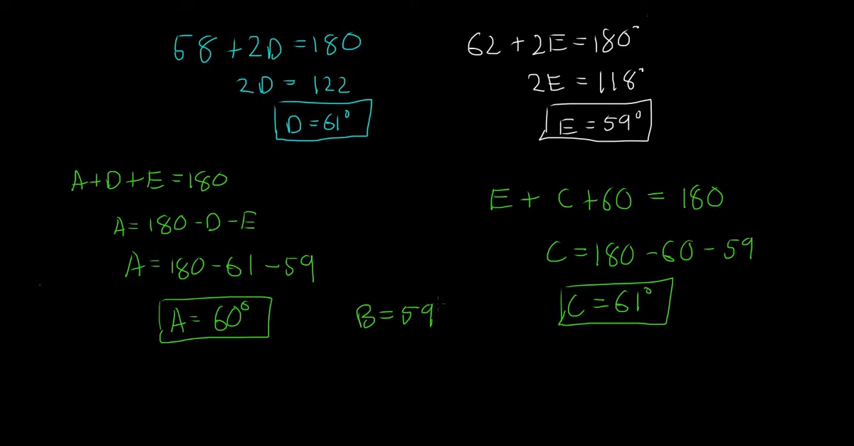 58 + 2D = 180
2D = 122
D = 61°
62 + 2E = 180°
2E = 118°
E = 59°
A + D + E = 180
A = 180 - D - E
A = 180 - 61 - 59
A = 60°
B = 59
E + C + 60 = 180
C = 180 - 60 - 59
C = 61°